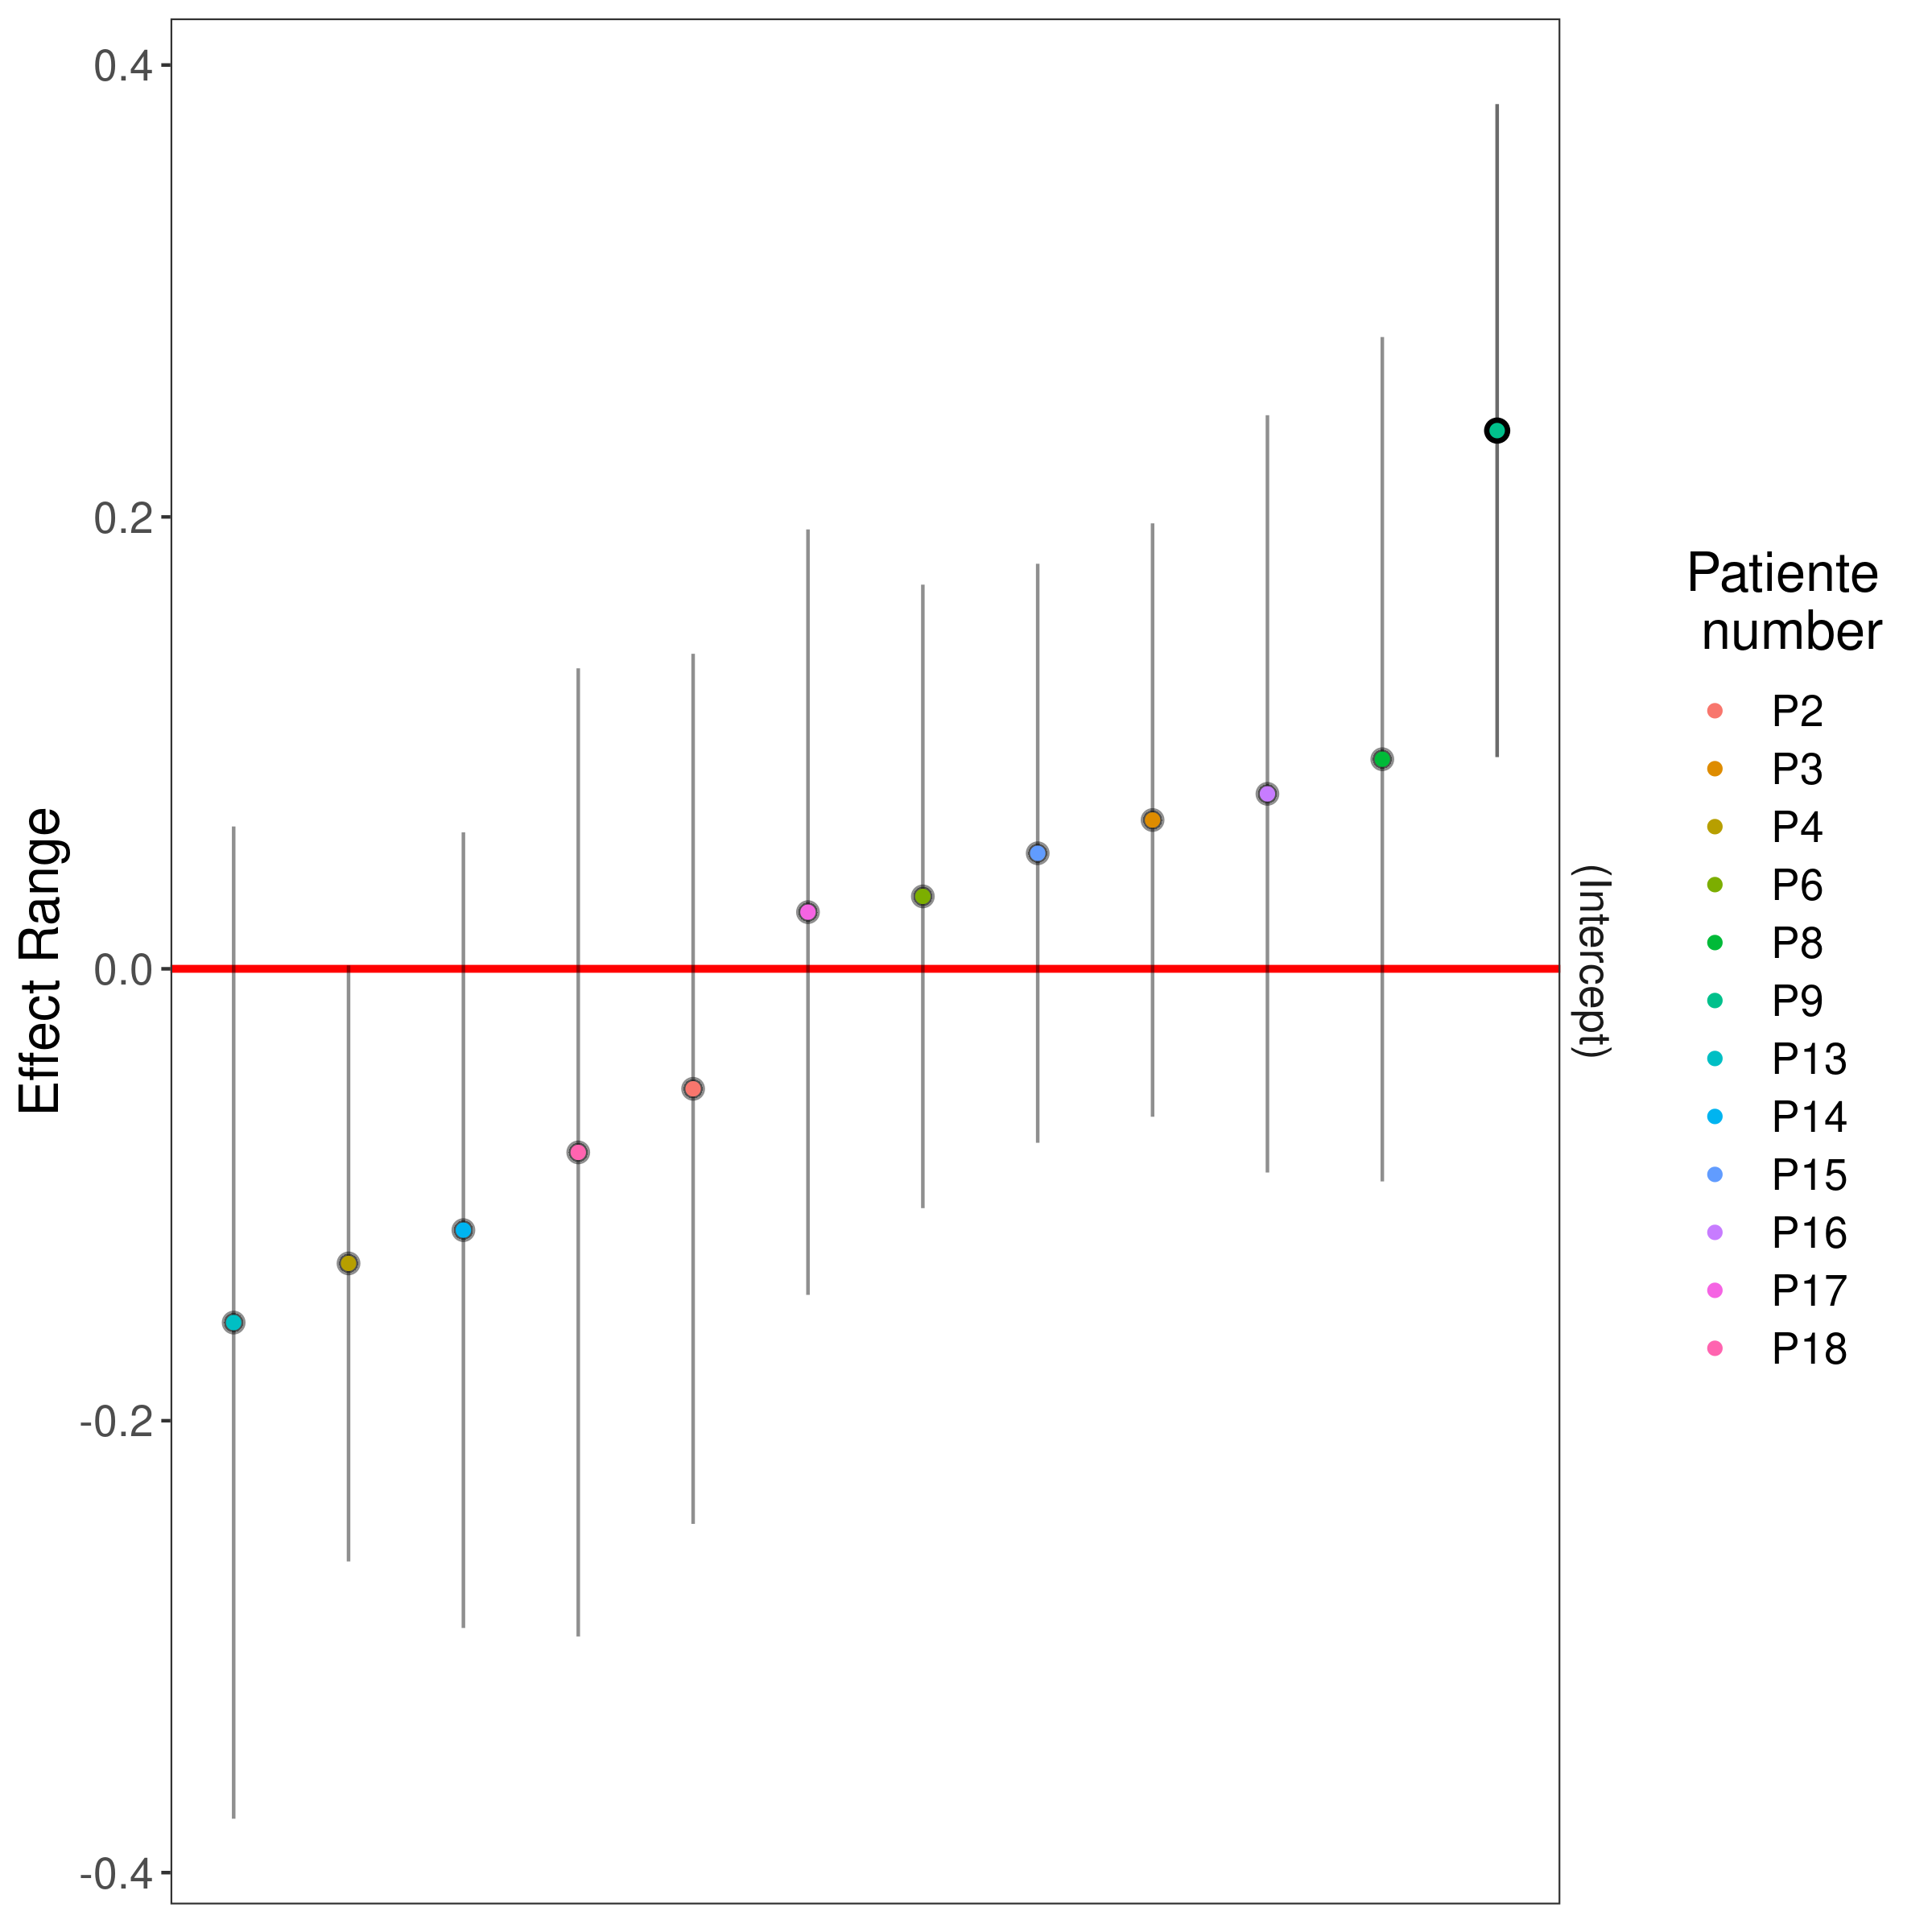 0.4
0.2
0.0
-0.2
-0.4
Effect Range
(Intercept)
Patiente
number
P2
P3
P4
P6
P8
P9
P13
P14
P15
P16
P17
P18